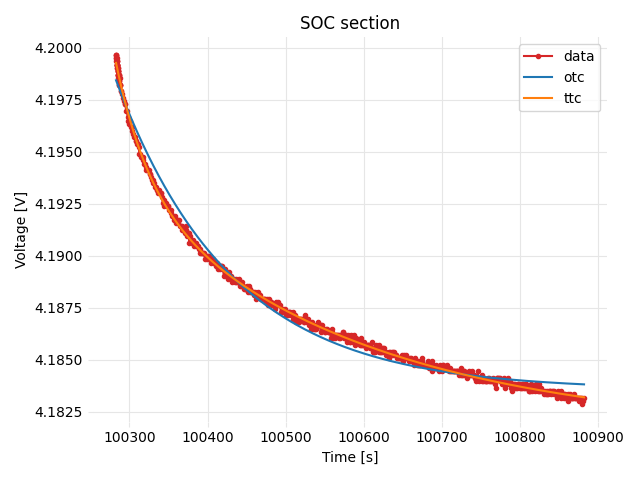 SOC section
4.2000
4.1975
4.1950
4.1925
4.1900
4.1875
4.1850
4.1825
Voltage [V]
data
otc
ttc
100300 100400 100500 100600 100700 100800 100900
Time [s]